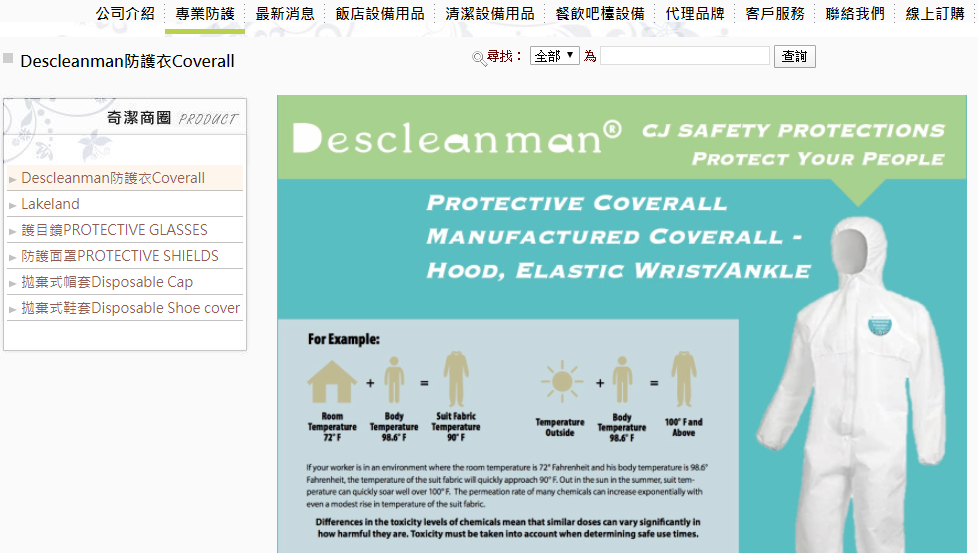 公司介紹 專業防護 最新消息 飯店設備用品 清潔設備用品 餐飲吧檯設備 代理品牌 客戶服務 聯絡我們 線上訂購
Descleanman防護衣Coverall
尋找： 全部 為 查詢
奇潔商圈 PRODUCT
Descleanman防護衣Coverall
Lakeland
護目鏡PROTECTIVE GLASSES
防護面罩PROTECTIVE SHIELDS
拋棄式帽套Disposable Cap
拋棄式鞋套Disposable Shoe cover
Descleanman®
CJ SAFETY PROTECTIONS
PROTECT YOUR PEOPLE
PROTECTIVE COVERALL
MANUFACTURED COVERALL -
HOOD, ELASTIC WRIST/ANKLE
For Example:
+ = + =
Room Temperature 72° F
Body Temperature 98.6° F
Suit Fabric Temperature 90° F
Temperature Outside
Body Temperature 98.6° F
100° F and Above
If your worker is in an environment where the room temperature is 72° Fahrenheit and his body temperature is 98.6°
Fahrenheit, the temperature of the suit fabric will quickly approach 90° F. Out in the sun in the summer, suit tem-
perature can quickly soar well over 100° F. The permeation rate of many chemicals can increase exponentially with
even a modest rise in temperature of the suit fabric.
Differences in the toxicity levels of chemicals mean that similar doses can vary significantly in
how harmful they are. Toxicity must be taken into account when determining safe use times.
Descleanman